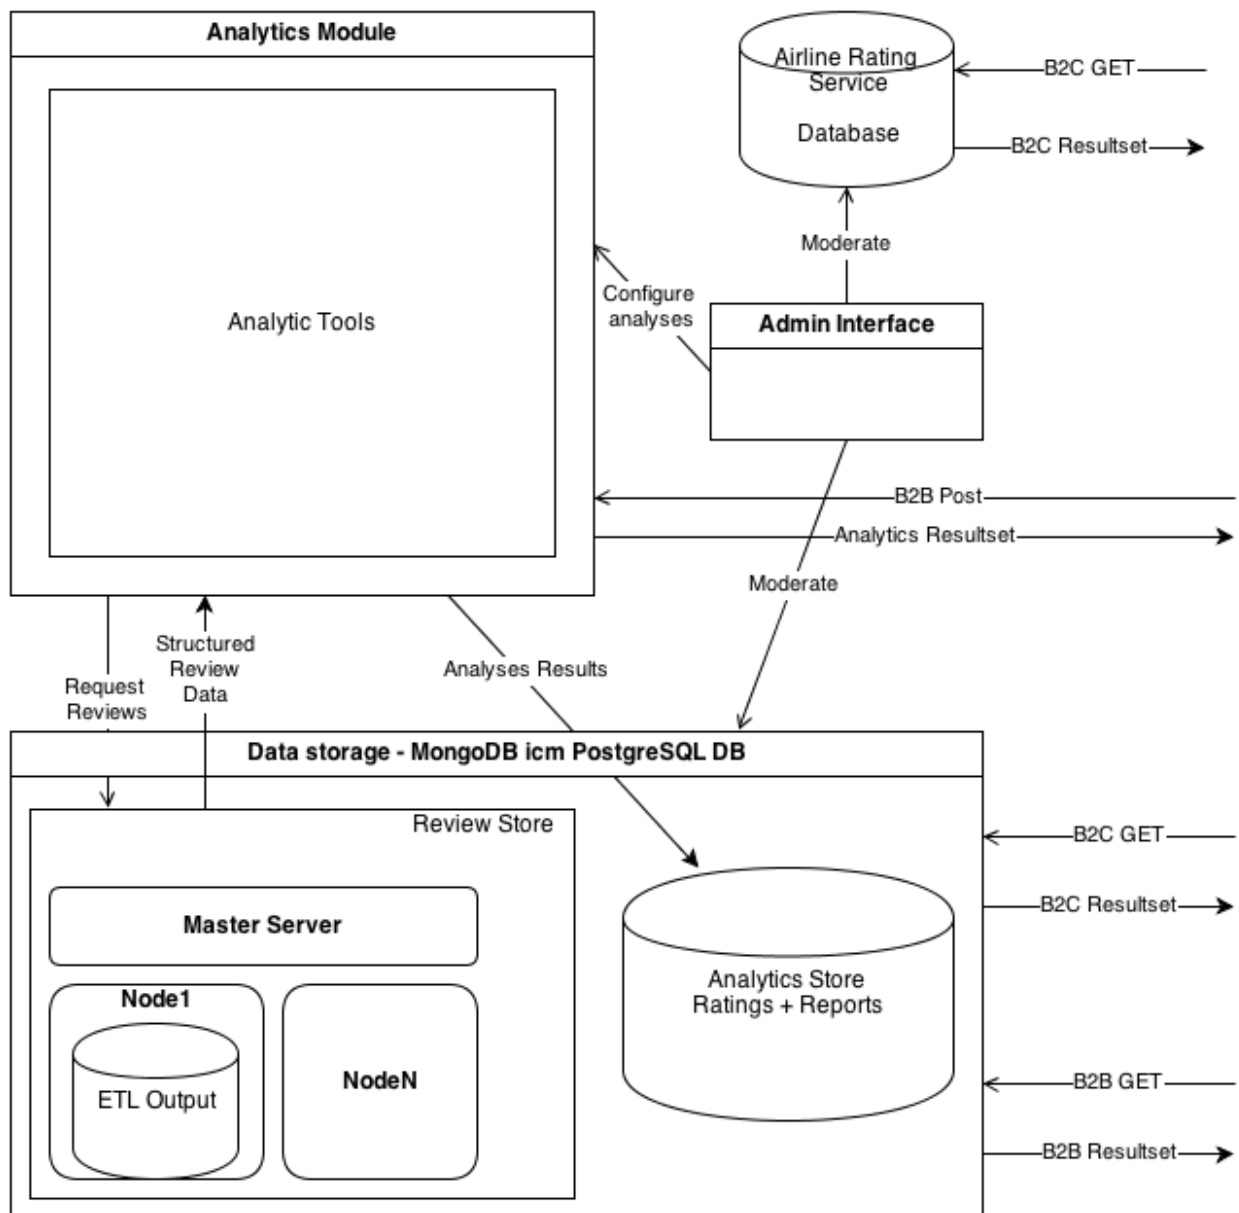 Analytics Module
Analytic Tools
Airline Rating
Service
Database
B2C GET
B2C Resultset
Moderate
Configure
analyses
Admin Interface
B2B Post
Analytics Resultset
Moderate
Structured
Review
Data
Request
Reviews
Analyses Results
Data storage - MongoDB icm PostgreSQL DB
Review Store
Master Server
Node1
ETL Output
NodeN
Analytics Store
Ratings + Reports
B2C GET
B2C Resultset
B2B GET
B2B Resultset